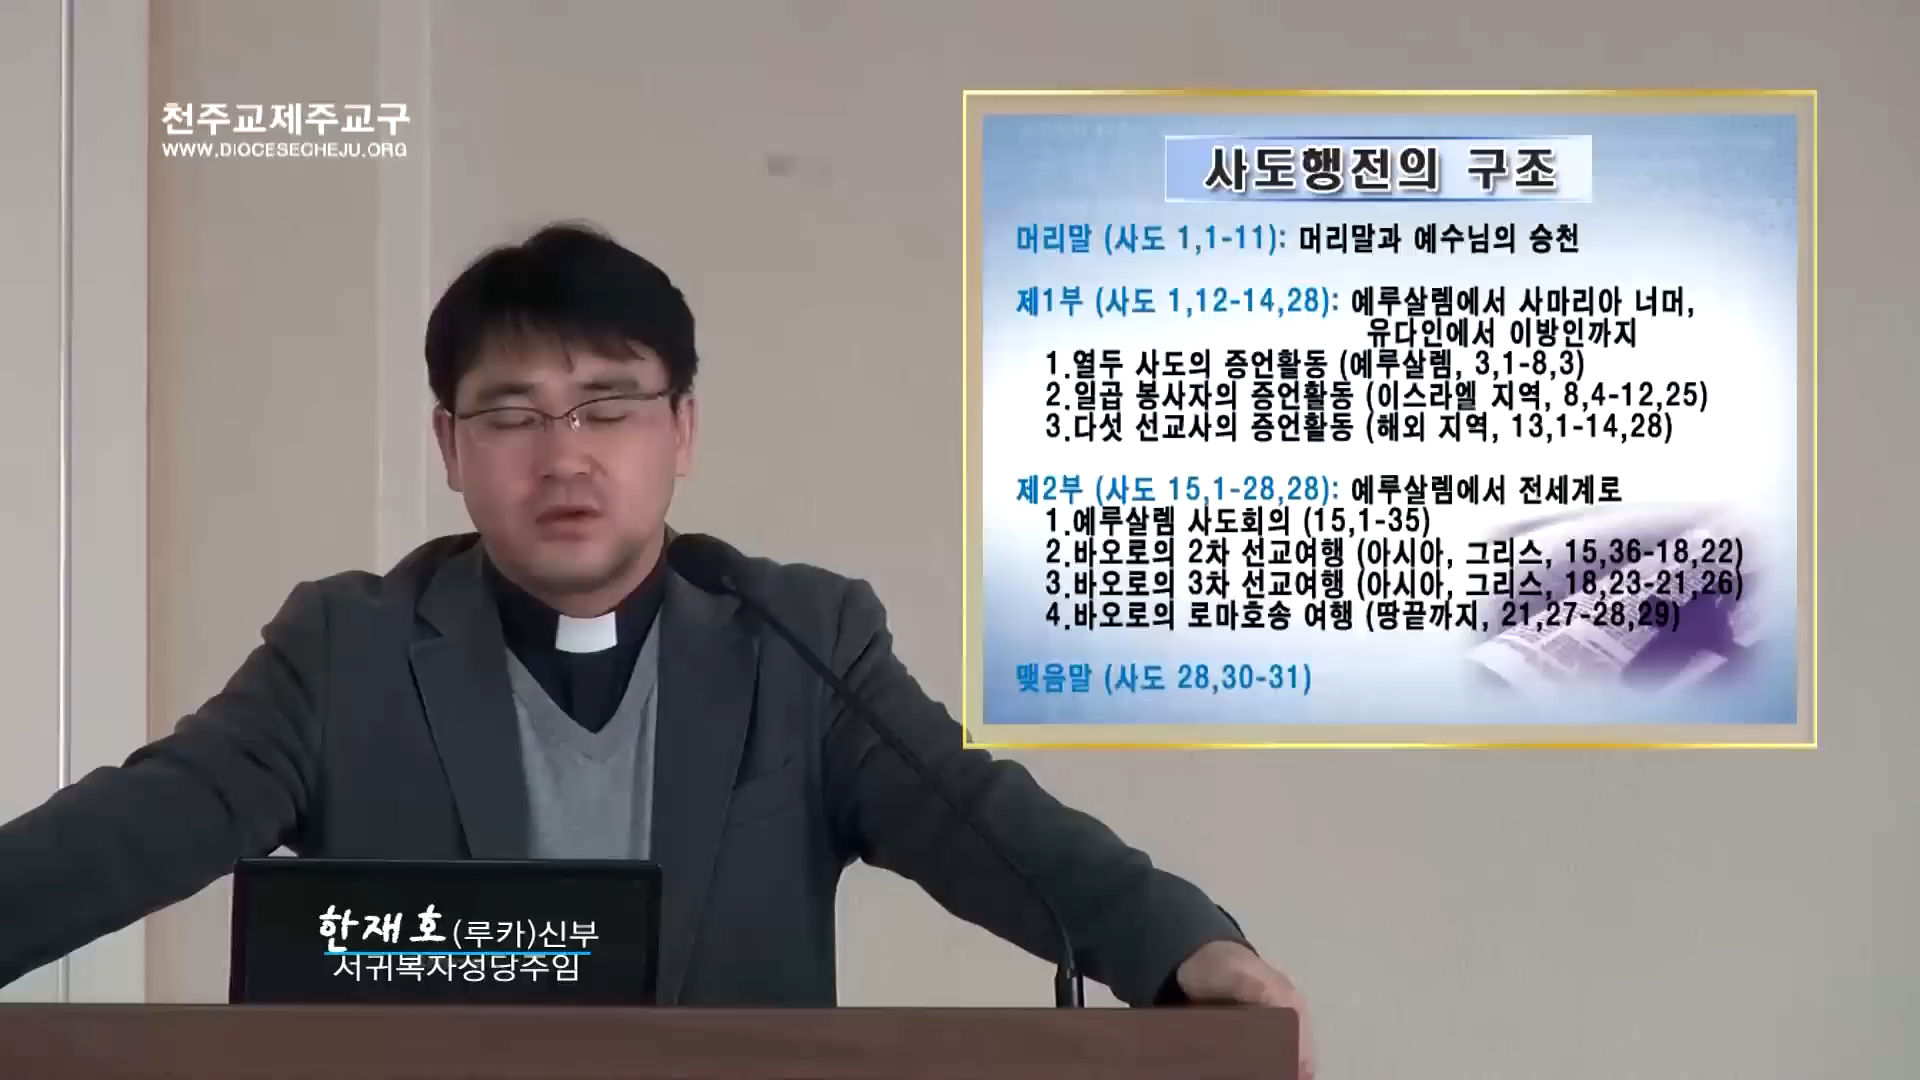 천주교제주교구
WWW.DIOCESECHEJU.ORG
사도행전의 구조
머리말 (사도 1,1-11): 머리말과 예수님의 승천
제1부 (사도 1,12-14,28): 예루살렘에서 사마리아 너머,
유다인에서 이방인까지
1.열두 사도의 증언활동 (예루살렘, 3,1-8,3)
2.일곱 봉사자의 증언활동 (이스라엘 지역, 8,4-12,25)
3.다섯 선교사의 증언활동 (해외 지역, 13,1-14,28)
제2부 (사도 15,1-28,28): 예루살렘에서 전세계로
1.예루살렘 사도회의 (15,1-35)
2.바오로의 2차 선교여행 (아시아, 그리스, 15,36-18,22)
3.바오로의 3차 선교여행 (아시아, 그리스, 18,23-21,26)
4.바오로의 로마호송 여행 (땅끝까지, 21,27-28,29)
맺음말 (사도 28,30-31)
한재호(루카)신부
서귀복자성당주임